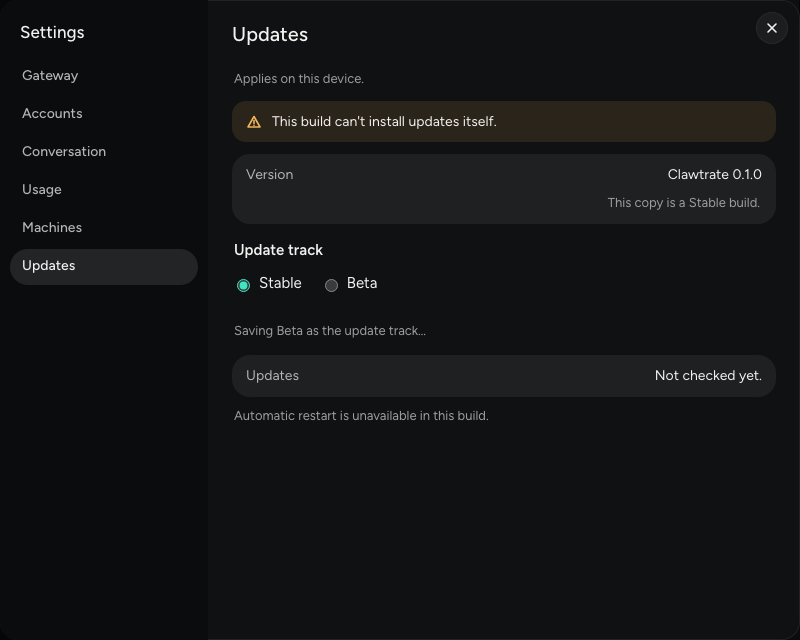 Settings
Gateway
Accounts
Conversation
Usage
Machines
Updates
Updates
Applies on this device.
This build can't install updates itself.
Version
Clawtrate 0.1.0
This copy is a Stable build.
Update track
Stable
Beta
Saving Beta as the update track...
Updates
Not checked yet.
Automatic restart is unavailable in this build.